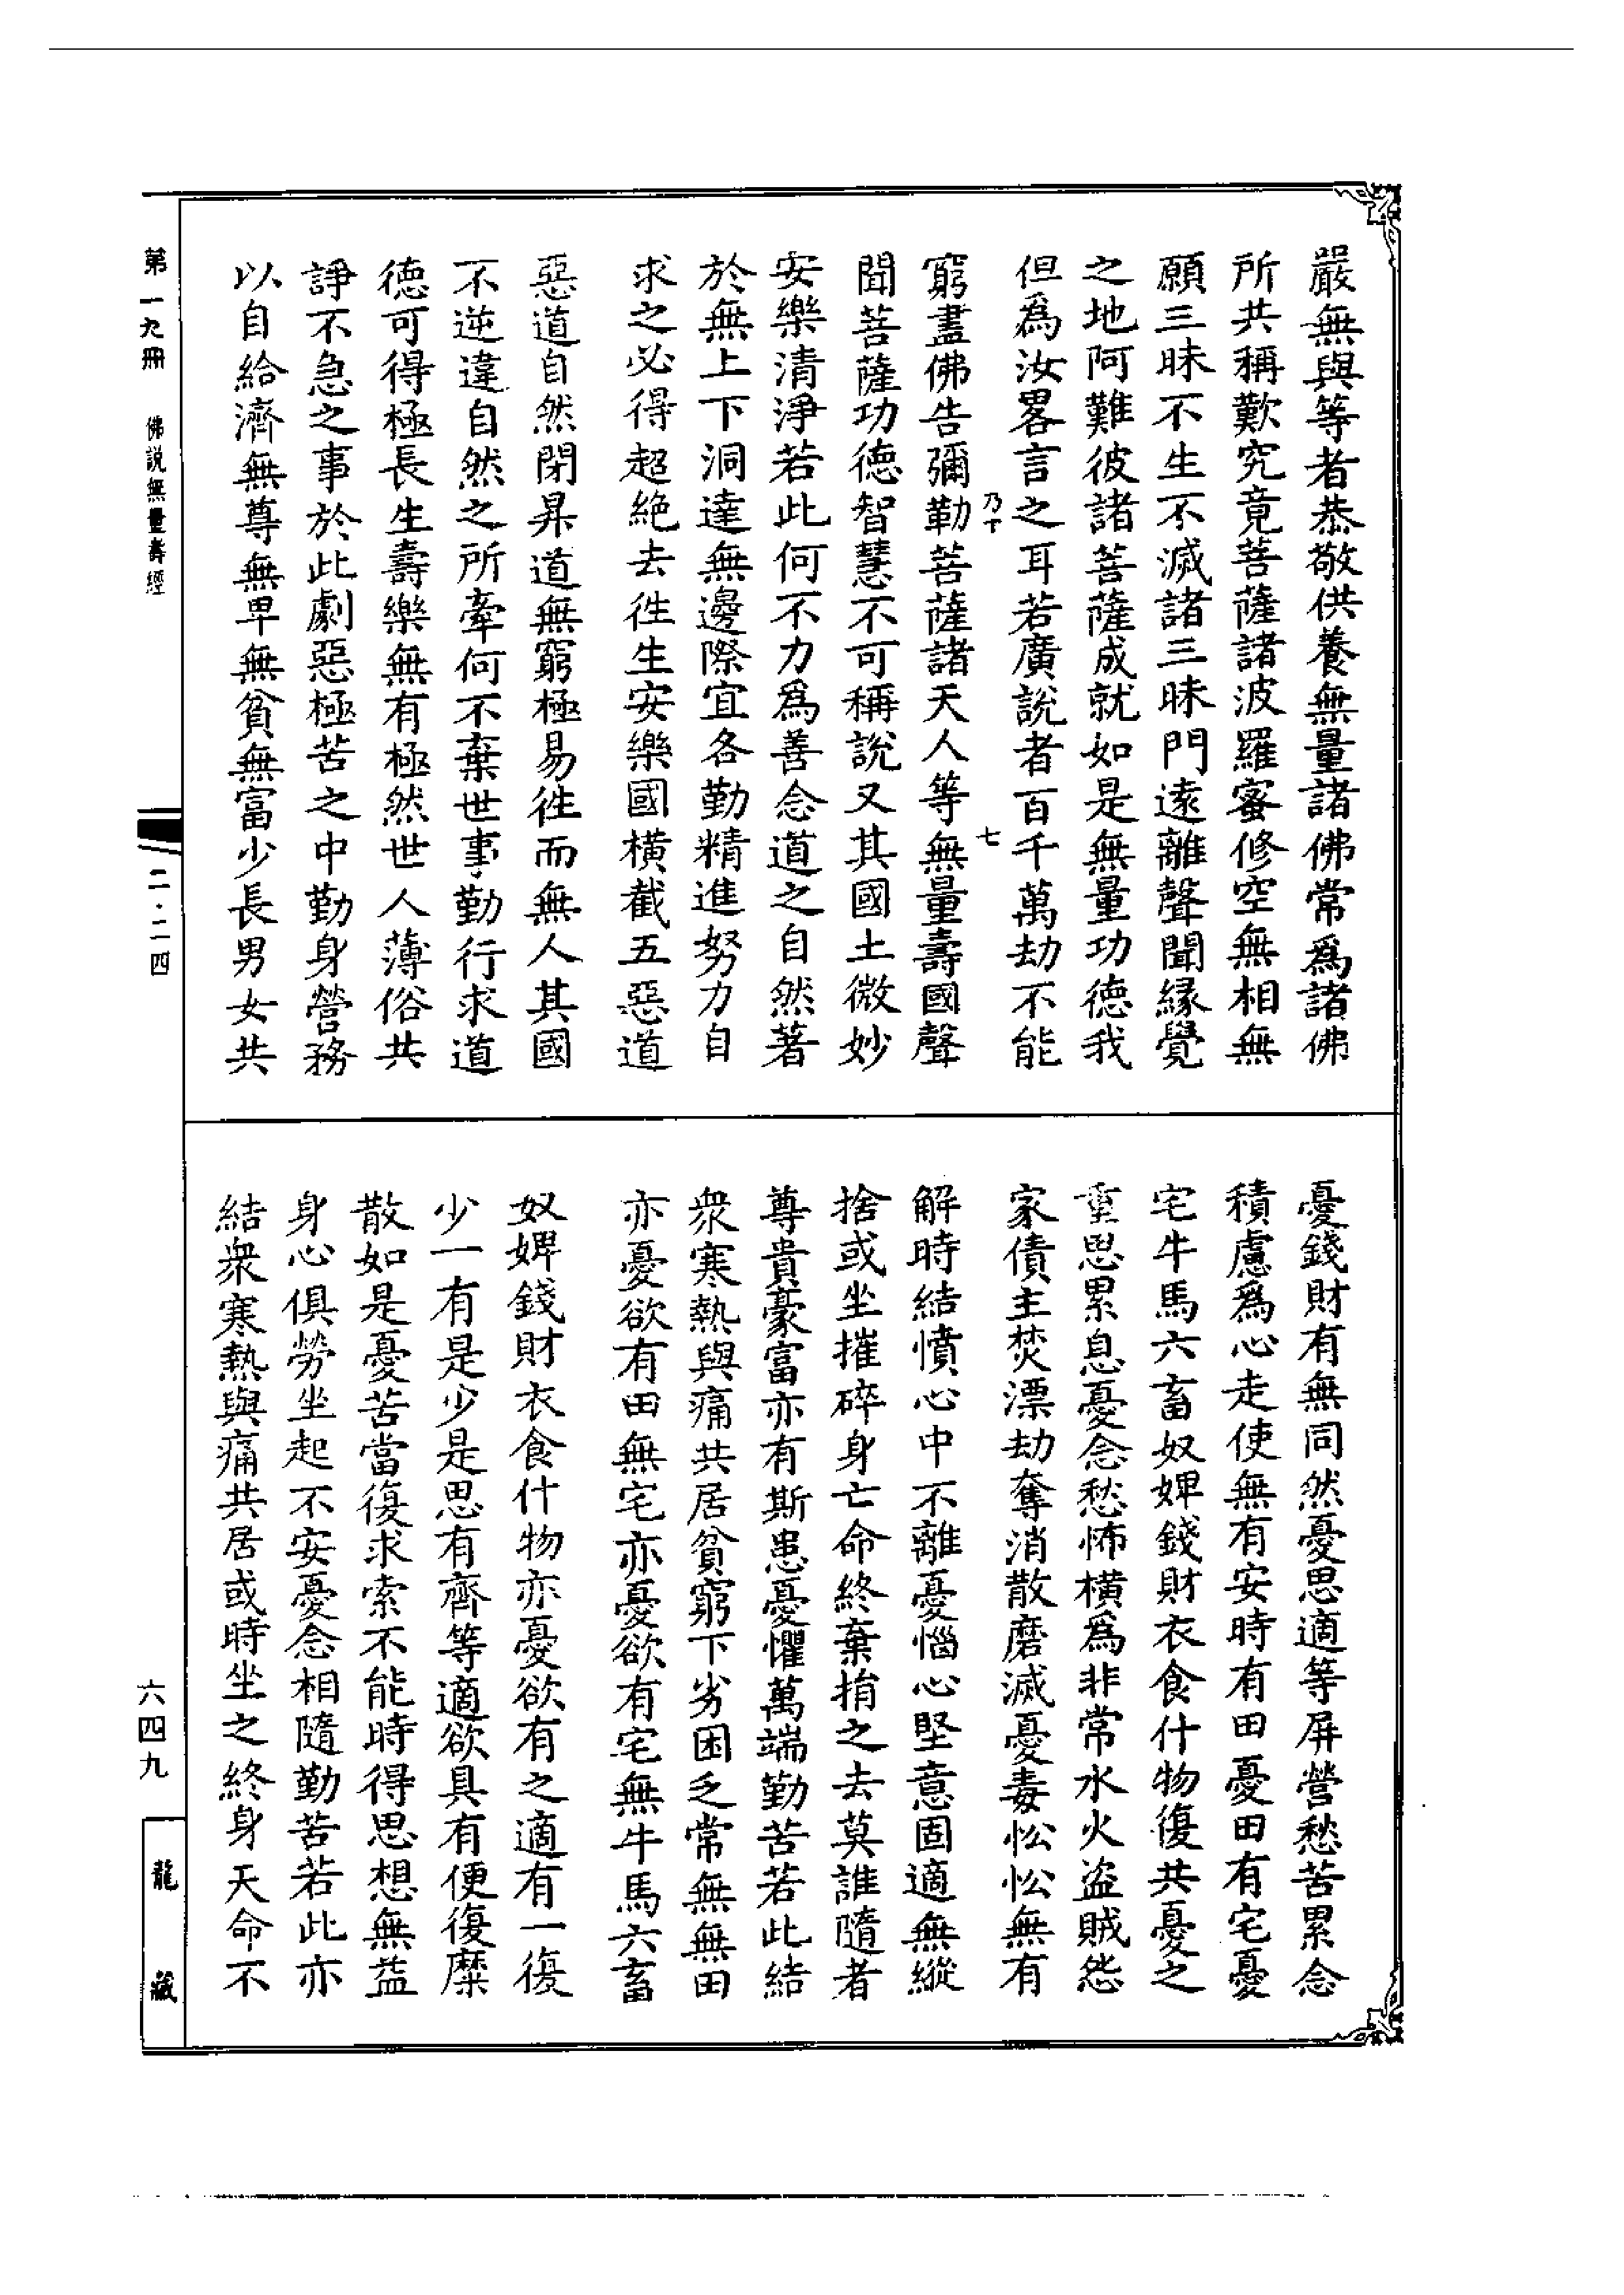 嚴無與等者恭敬供養無量諸佛常爲諸佛
所共稱歎究竟菩薩諸波羅蜜修空無相無
願三昧不生不滅諸三昧門遠離聲聞緣覺
之地阿難彼諸菩薩成就如是無量功德我
但爲汝畧言之耳若廣說者百千萬劫不能
乃下 七
窮盡佛告彌勒菩薩諸天人等無量壽國聲
聞菩薩功德智慧不可稱說又其國土微妙
安樂清淨若此何不力爲善念道之自然著
於無上下洞達無邊際宜各勤精進努力自
求之必得超絶去徃生安樂國橫截五惡道
惡道自然閉昇道無窮極易徃而無人其國
不逆違自然之所牽何不棄世事勤行求道
德可得極長生壽樂無有極然世人薄俗共
諍不急之事於此劇惡極苦之中勤身營務
以自給濟無尊無卑無貧無富少長男女共
憂錢財有無同然憂思適等屏營愁苦累念
積慮爲心走使無有安時有田憂田有宅憂
宅牛馬六畜奴婢錢財衣食什物復共憂之
重思累息憂念愁怖橫爲非常水火盗賊怨
家債主焚漂劫奪消散磨滅憂毒忪忪無有
解時結憤心中不離憂惱心堅意固適無縱
捨或坐摧碎身亡命終棄捐之去莫誰隨者
尊貴豪富亦有斯患憂懼萬端勤苦若此結
衆寒熱與痛共居貧窮下劣困乏常無無田
亦憂欲有田無宅亦憂欲有宅無牛馬六畜
奴婢錢財衣食什物亦憂欲有之適有一復
少一有是少是思有齊等適欲具有便復糜
散如是憂苦當復求索不能時得思想無益
身心俱勞坐起不安憂念相隨勤苦若此亦
結衆寒熱與痛共居或時坐之終身夭命不
第一九冊 佛説無量壽經
二·二四
六四九
龍藏